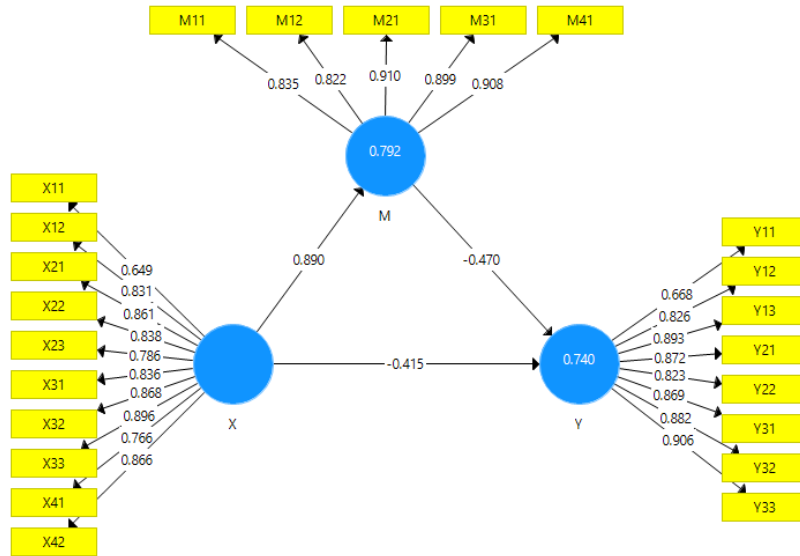 M11 M12 M21 M31 M41
0.835 0.822 0.910 0.899 0.908
0.792
M
X11
X12
X21
X22
X23
X31
X32
X33
X41
X42
0.649
0.831
0.861
0.838
0.786
0.836
0.868
0.896
0.766
0.866
X
0.890
-0.470
-0.415
0.740
Y
0.668
0.826
0.893
0.872
0.823
0.869
0.882
0.906
Y11
Y12
Y13
Y21
Y22
Y31
Y32
Y33